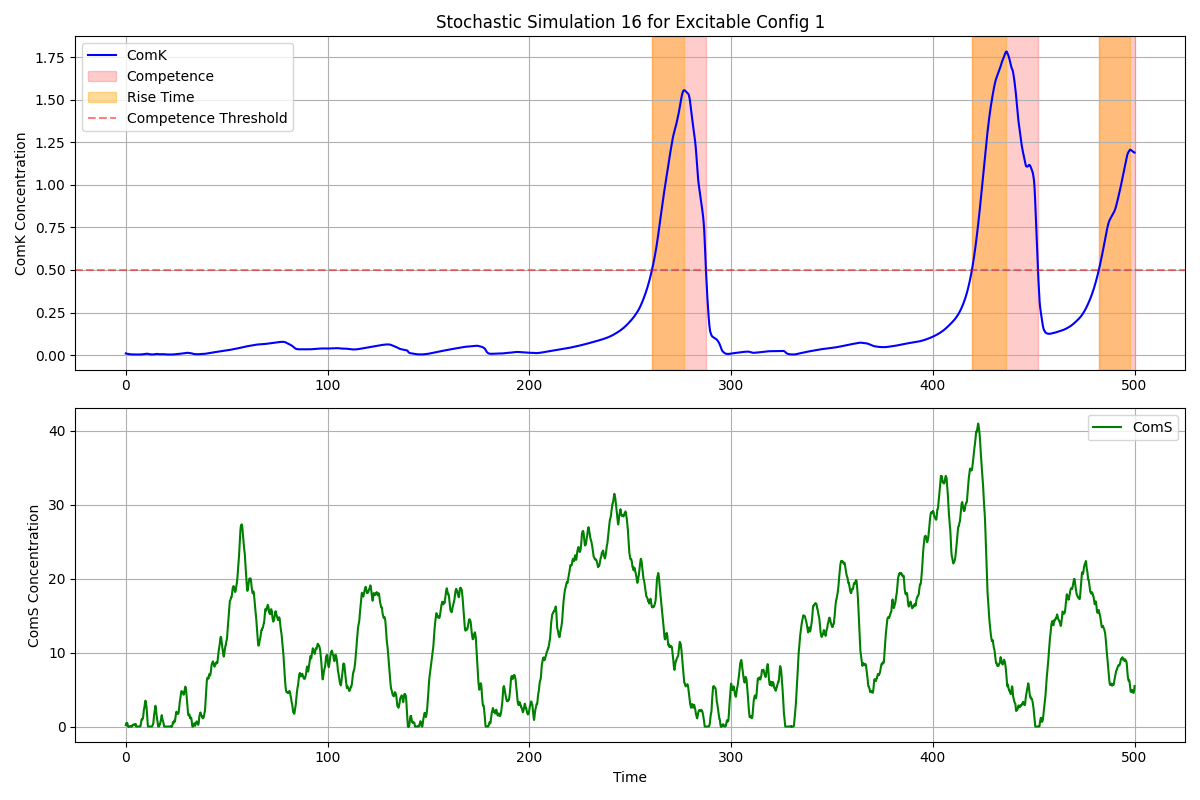 Stochastic Simulation 16 for Excitable Config 1
ComK Concentration
1.75
1.50
1.25
1.00
0.75
0.50
0.25
0.00
ComK
Competence
Rise Time
Competence Threshold
0 100 200 300 400 500
ComS Concentration
40
30
20
10
0
ComS
0 100 200 300 400 500
Time